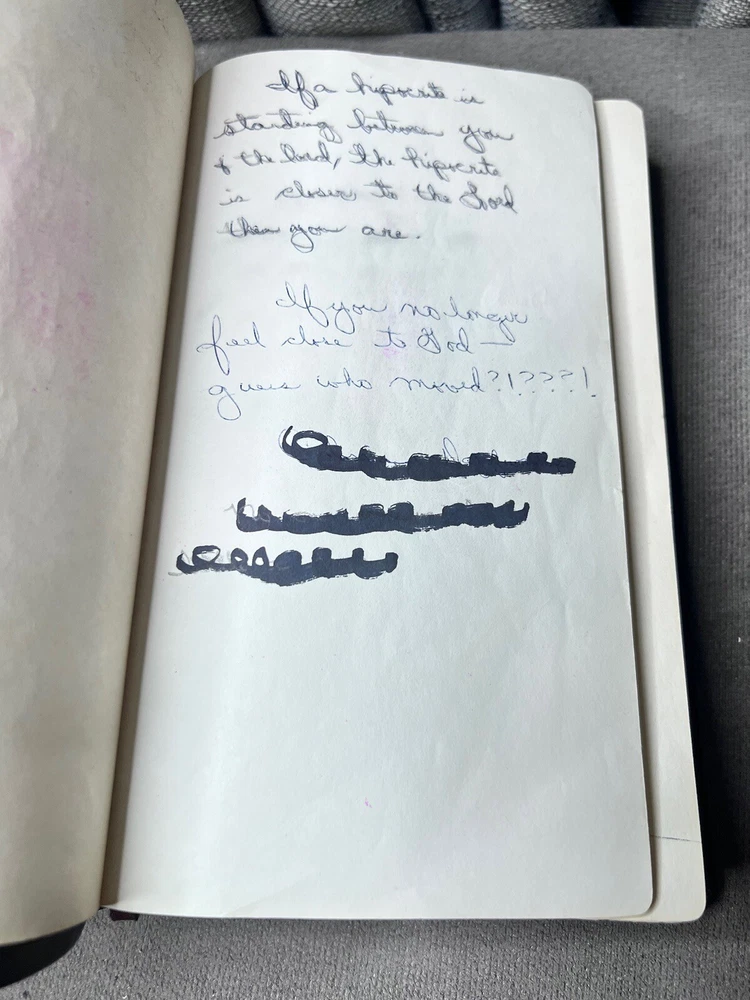 If a hipocrite is
standing between you
& the Lord, the hipocrite
is closer to the Lord
then you are.
If you no longer
feel close to God —
guess who moved?!???!